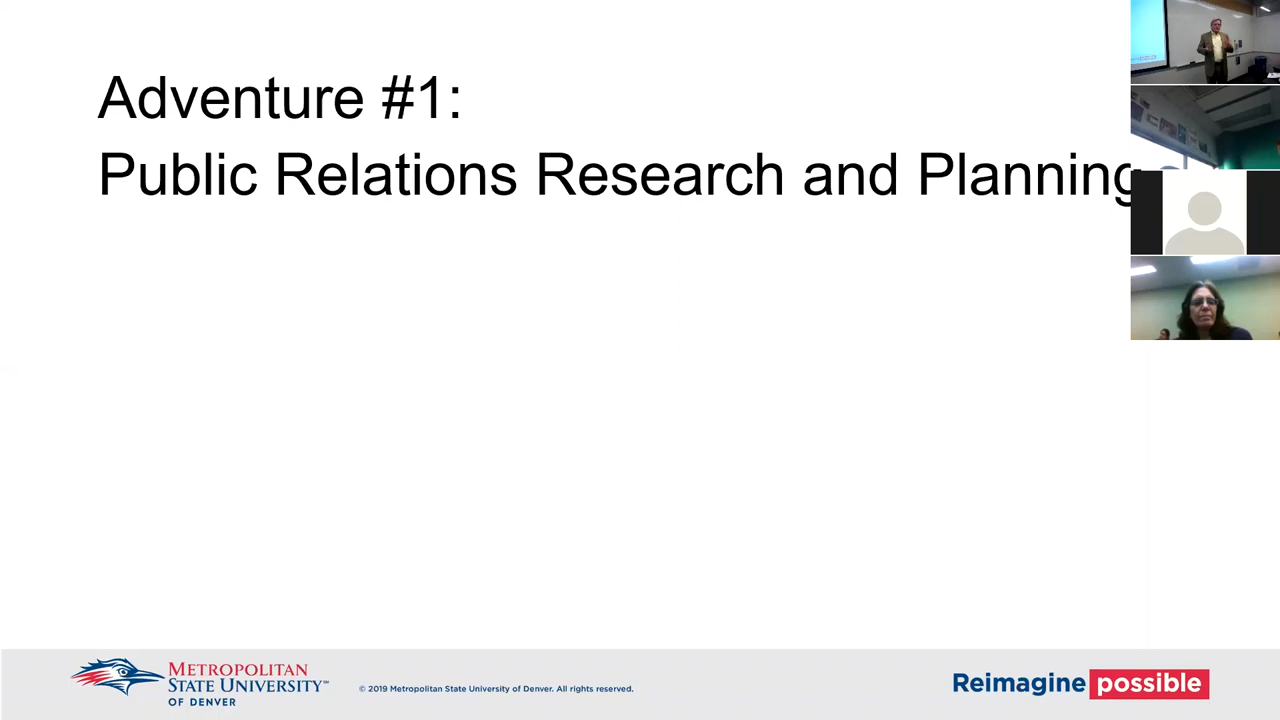 Adventure #1:
Public Relations Research and Planning
METROPOLITAN
STATE UNIVERSITY™
OF DENVER
© 2019 Metropolitan State University of Denver. All rights reserved.
Reimagine possible